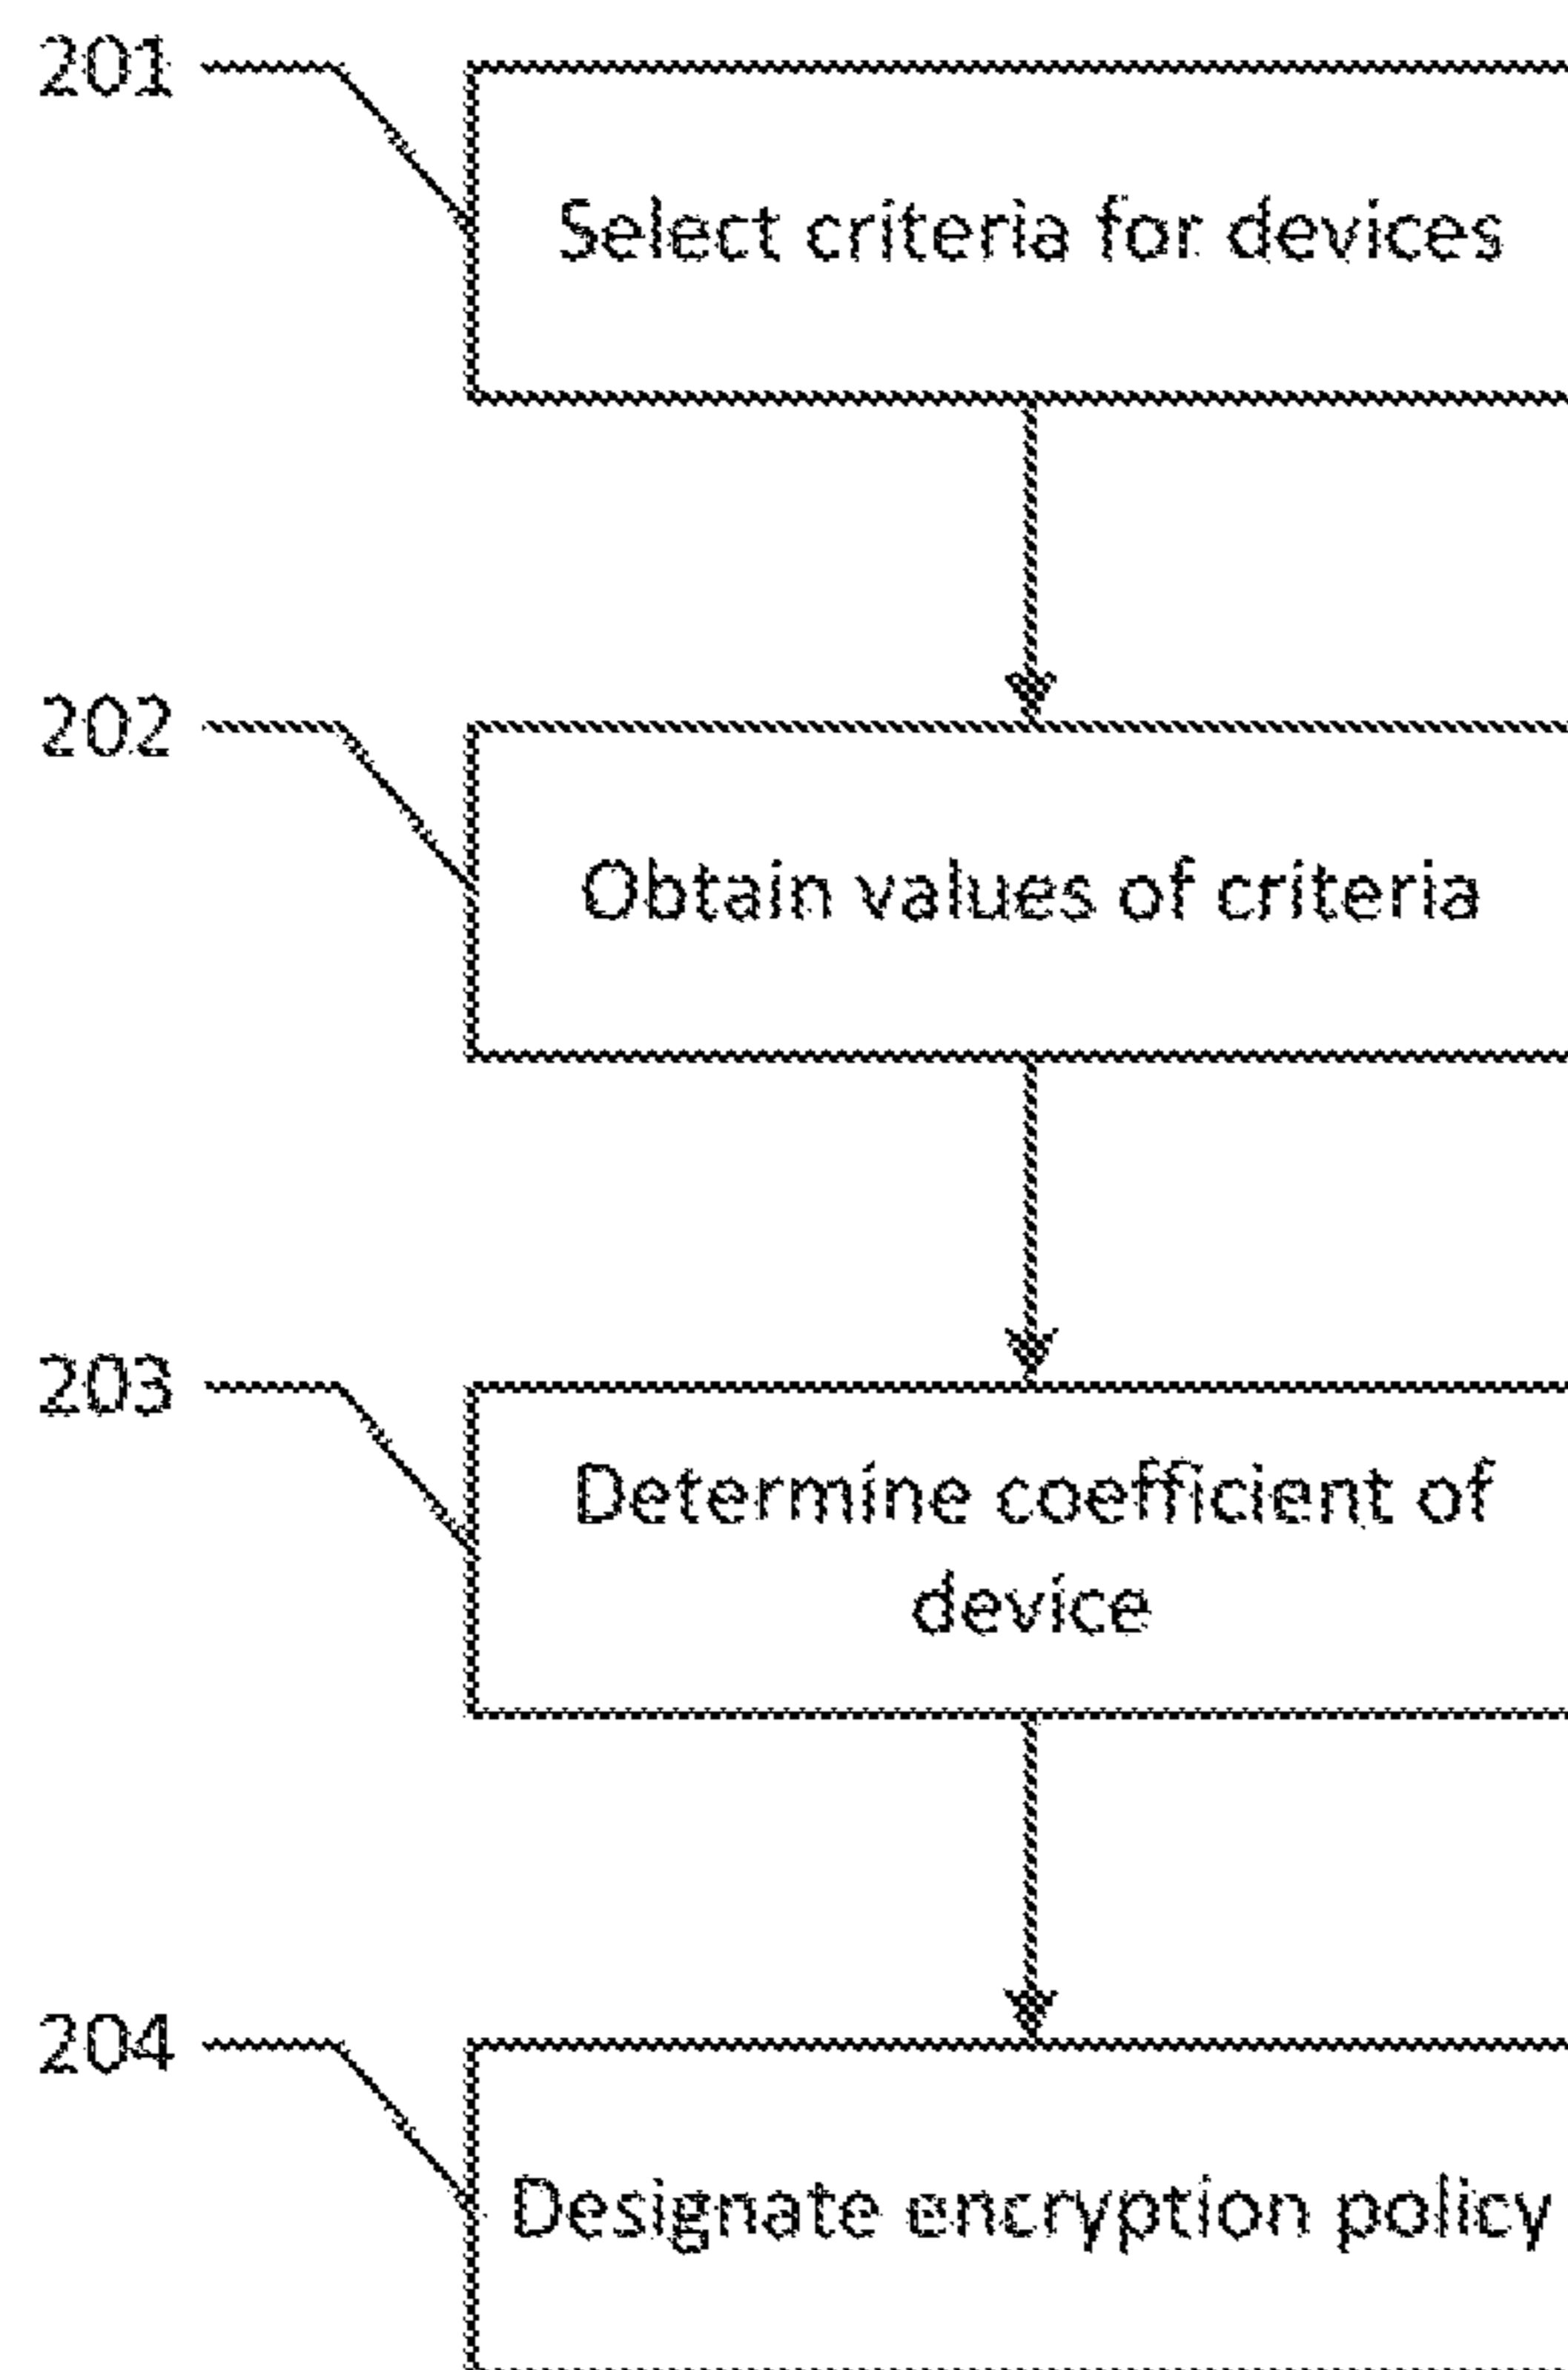 201
Select criteria for devices
202
Obtain values of criteria
203
Determine coefficient of
device
204
Designate encryption policy